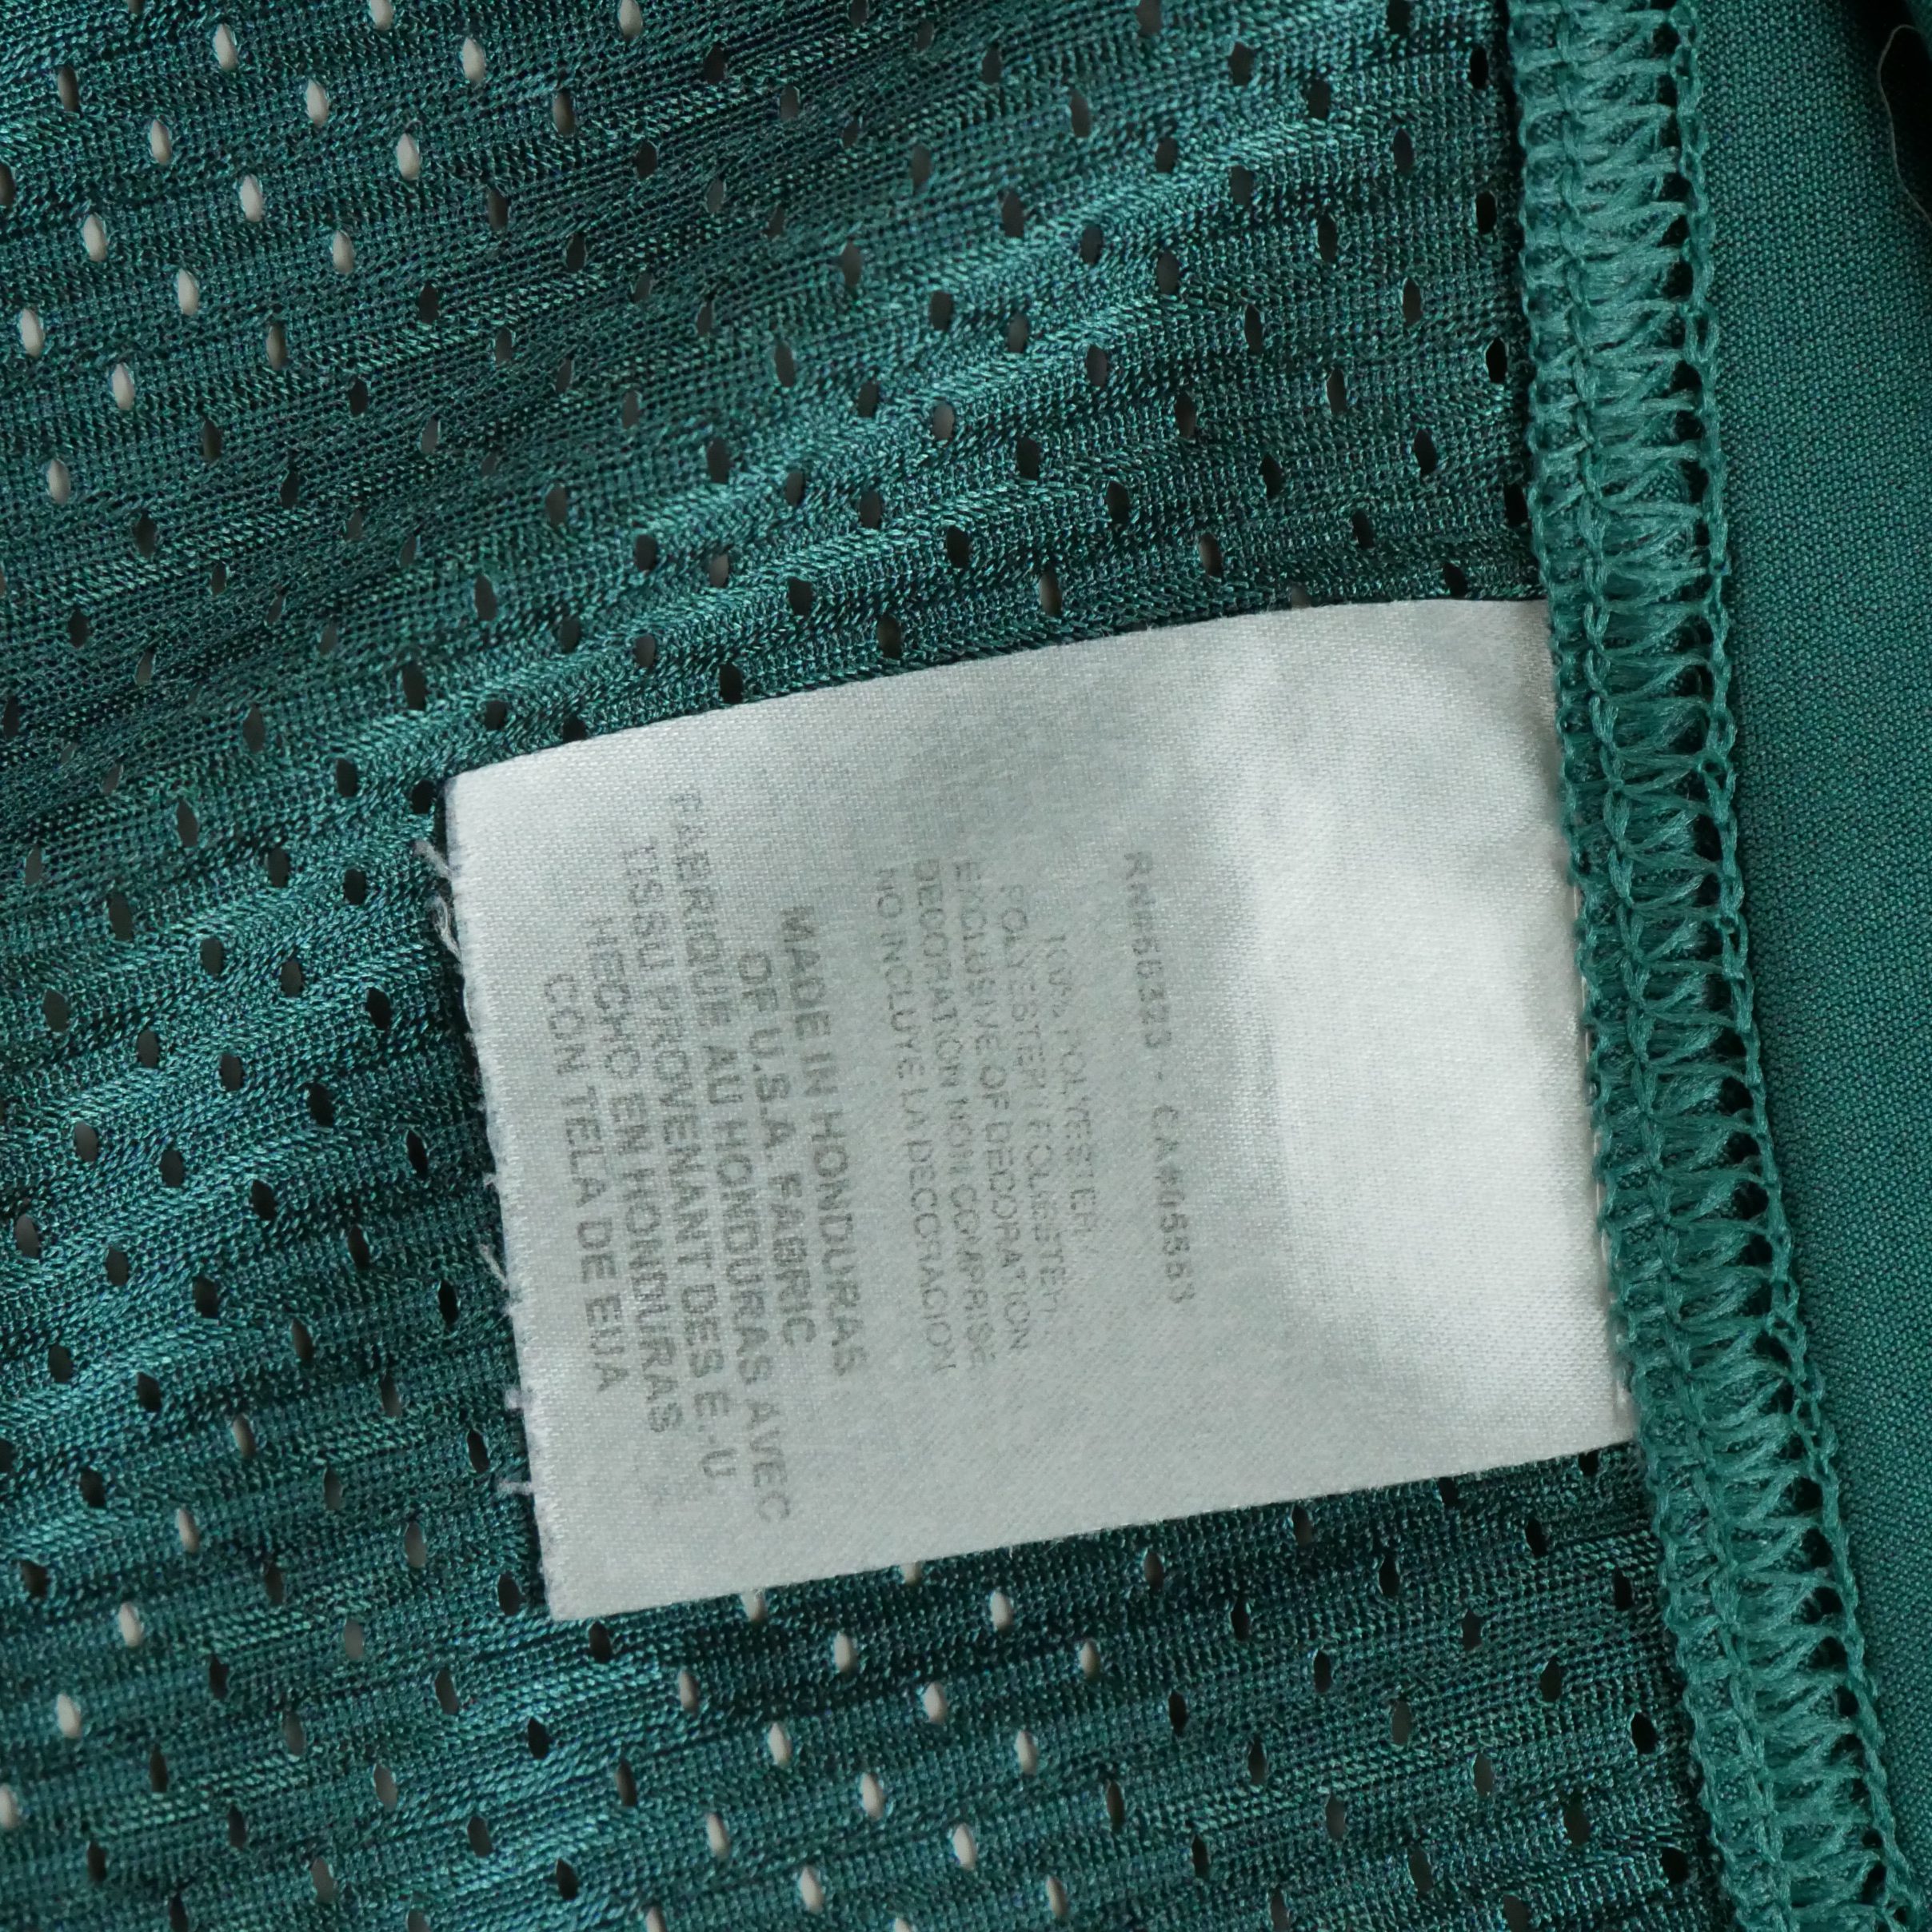 RN#56323 - CA#05553
100% POLYESTER/
POLYESTER/POLIESTER.
EXCLUSIVE OF DECORATION
DECORATION NON COMPRISE
NO INCLUYE LA DECORACION
MADE IN HONDURAS
OF U.S.A. FABRIC
FABRIQUE AU HONDURAS AVEC
TISSU PROVENANT DES E.-U
HECHO EN HONDURAS
CON TELA DE EUA